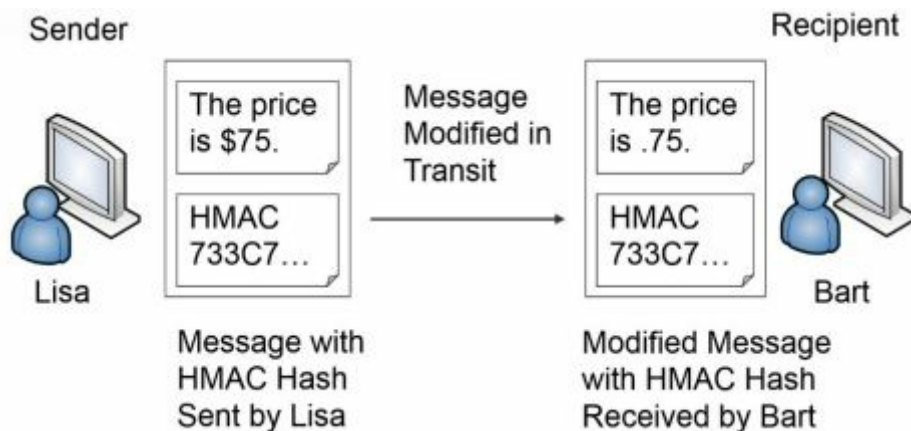 Sender
Recipient
The price
is $75.
HMAC
733C7...
Lisa
Message
Modified in
Transit
The price
is .75.
HMAC
733C7...
Bart
Message with
HMAC Hash
Sent by Lisa
Modified Message
with HMAC Hash
Received by Bart